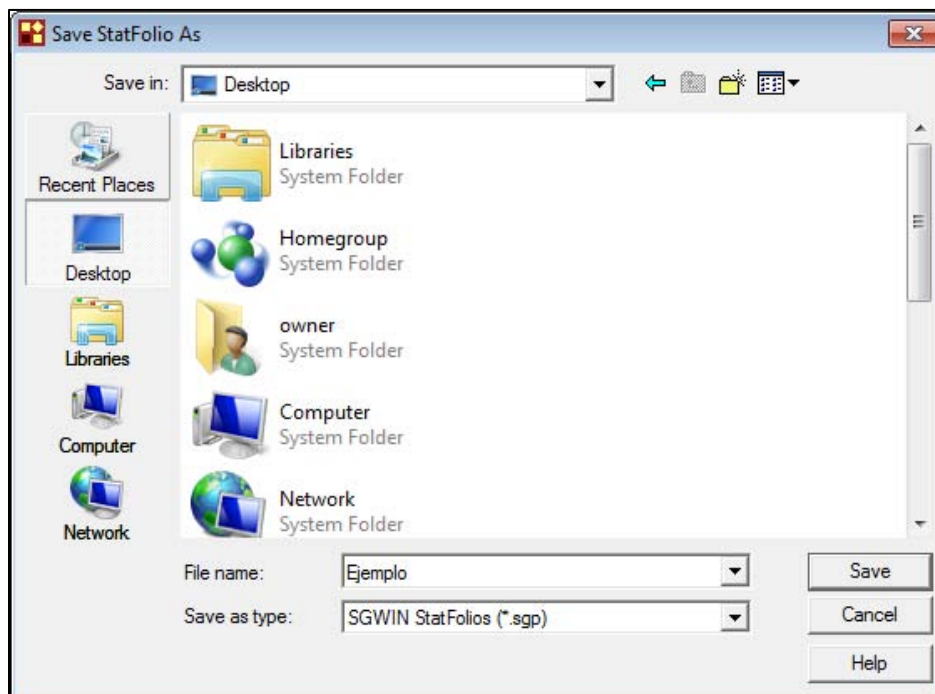 Save StatFolio As
Save in:
Desktop
Recent Places
Desktop
Libraries
Computer
Network
Libraries
System Folder
Homegroup
System Folder
owner
System Folder
Computer
System Folder
Network
System Folder
File name:
Ejemplo
Save
Save as type:
SGWIN StatFolios (*.sgp)
Cancel
Help